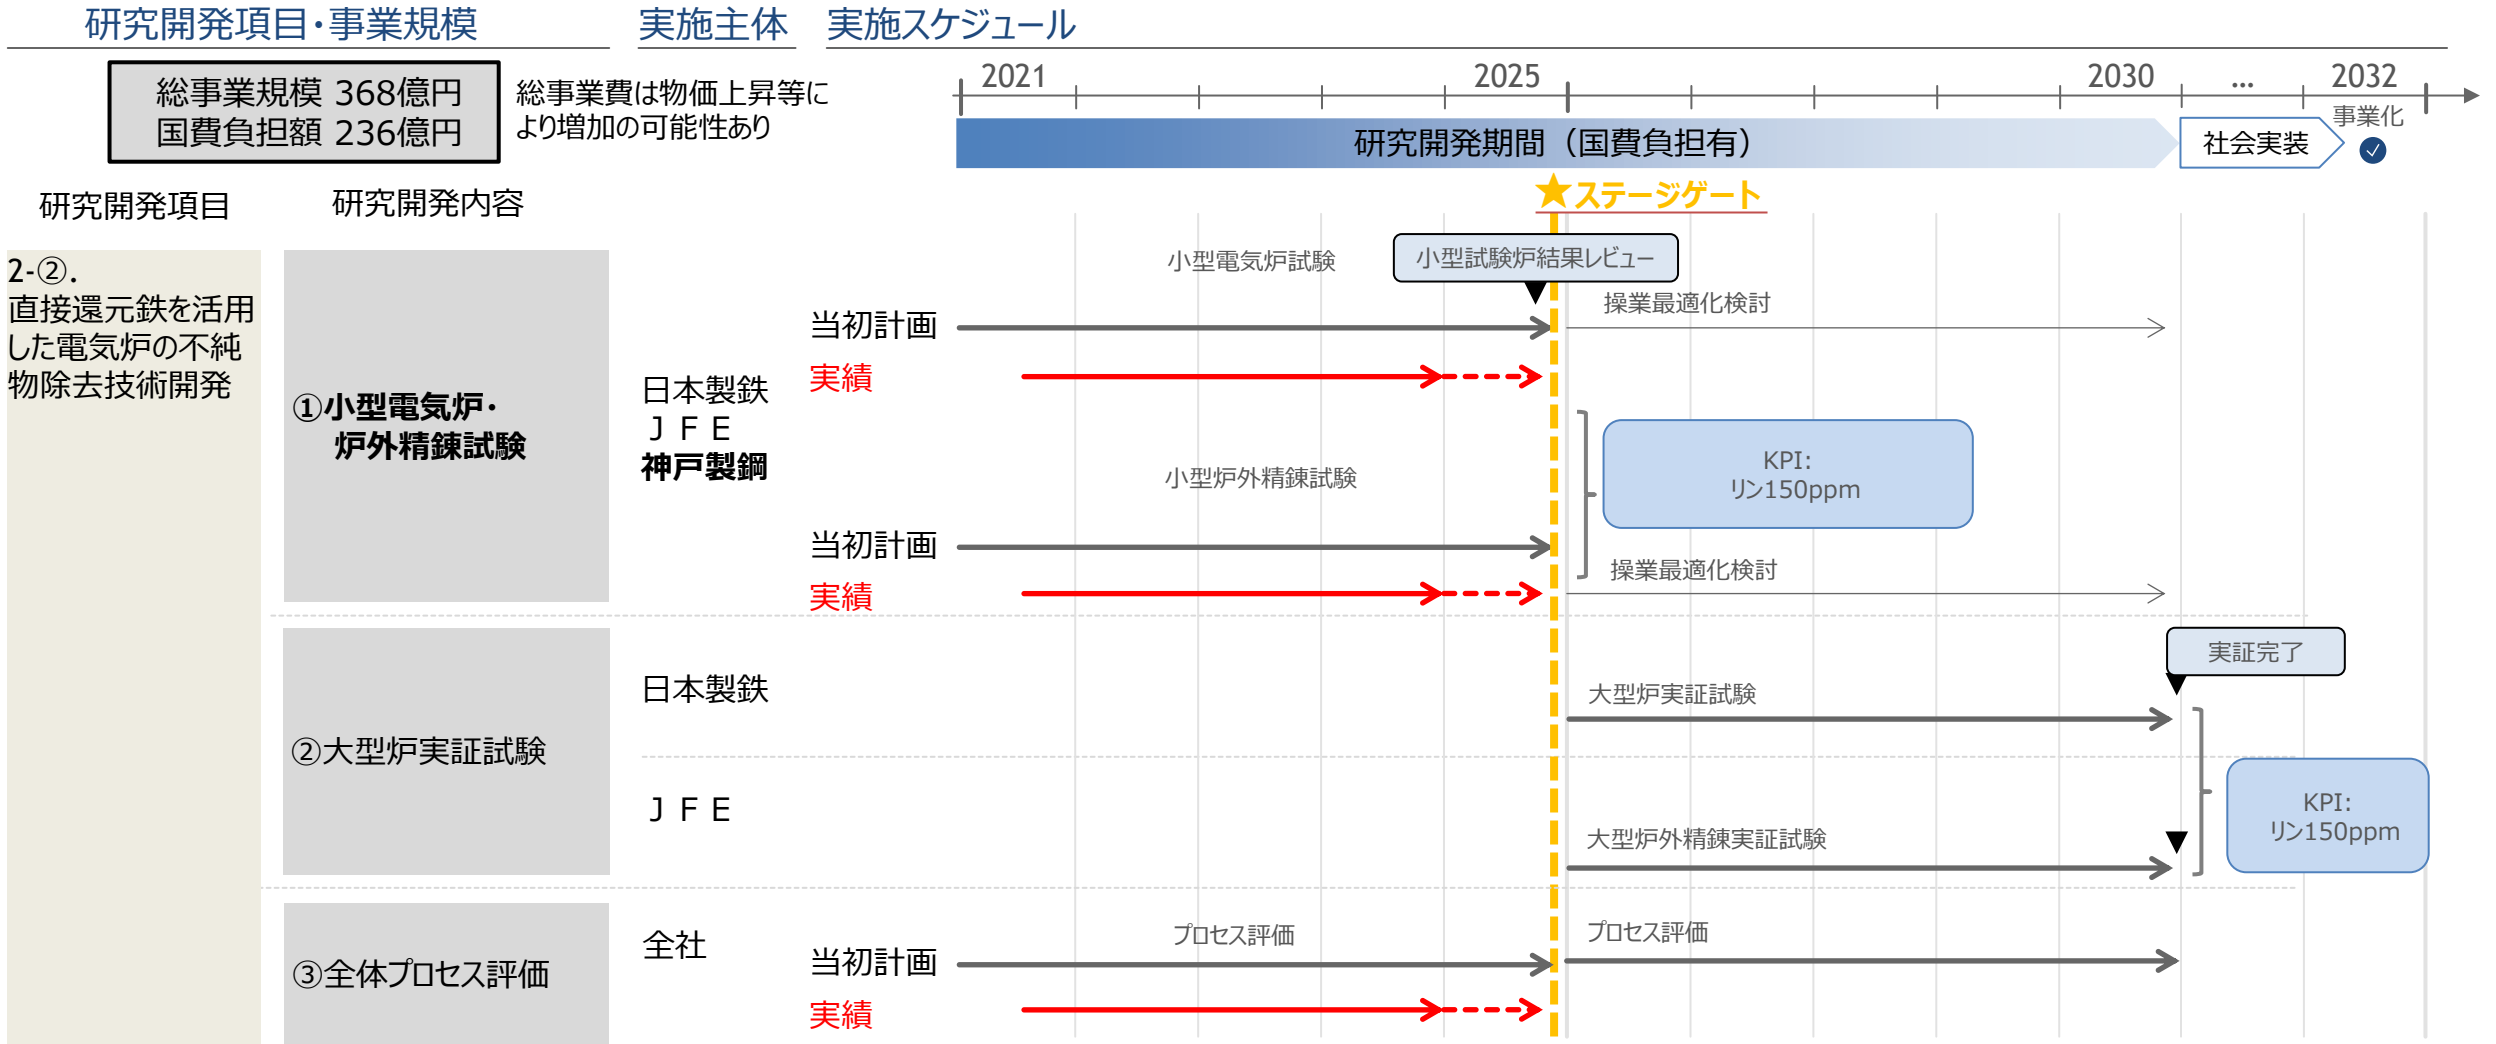 研究開発項目・事業規模
実施主体
実施スケジュール
総事業規模 368億円
国費負担額 236億円
総事業費は物価上昇等に
より増加の可能性あり
2021
2025
2030
...
2032
事業化
研究開発期間（国費負担有）
社会実装
ステージゲート
研究開発項目
研究開発内容
2-②.
直接還元鉄を活用
した電気炉の不純
物除去技術開発
①小型電気炉・
炉外精錬試験
日本製鉄
ＪＦＥ
神戸製鋼
小型電気炉試験
小型試験炉結果レビュー
操業最適化検討
当初計画
実績
小型炉外精錬試験
KPI:
リン150ppm
当初計画
操業最適化検討
実績
②大型炉実証試験
日本製鉄
実証完了
大型炉実証試験
ＪＦＥ
大型炉外精錬実証試験
KPI:
リン150ppm
③全体プロセス評価
全社
プロセス評価
プロセス評価
当初計画
実績